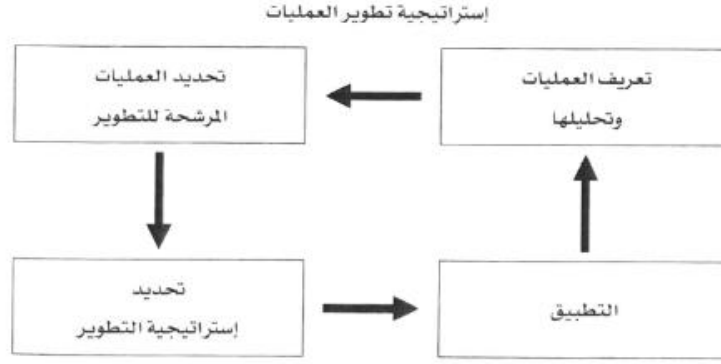 إستراتيجية تطوير العمليات
تعريف العمليات
وتحليلها
تحديد العمليات
المرشحة للتطوير
تحديد
إستراتيجية التطوير
التطبيق